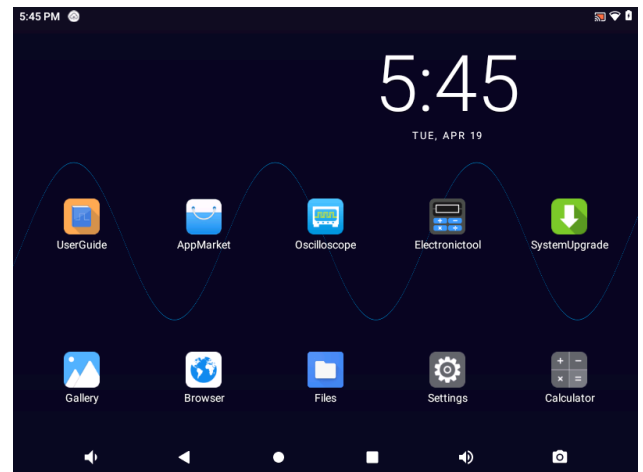 5:45 PM
5:45
TUE, APR 19
UserGuide
AppMarket
Oscilloscope
Electronictool
SystemUpgrade
Gallery
Browser
Files
Settings
Calculator